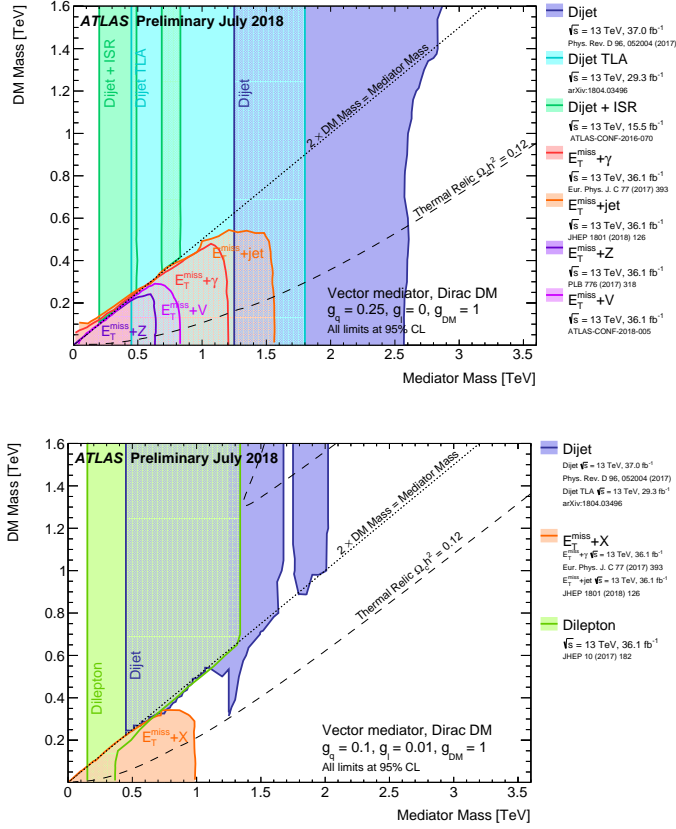 ATLAS Preliminary July 2018
DM Mass [TeV]
1.6
1.4
1.2
1
0.8
0.6
0.4
0.2
0 0.5 1 1.5 2 2.5 3 3.5
Mediator Mass [TeV]
Dijet + ISR
Dijet TLA
Dijet
2 × DM Mass = Mediator Mass
Thermal Relic Ω_c h² = 0.12
E_T^miss+jet
E_T^miss+γ
E_T^miss+V
E_T^miss+Z
Vector mediator, Dirac DM
g_q = 0.25, g_l = 0, g_DM = 1
All limits at 95% CL
Dijet
√s = 13 TeV, 37.0 fb⁻¹
Phys. Rev. D 96, 052004 (2017)
Dijet TLA
√s = 13 TeV, 29.3 fb⁻¹
arXiv:1804.03496
Dijet + ISR
√s = 13 TeV, 15.5 fb⁻¹
ATLAS-CONF-2016-070
E_T^miss+γ
√s = 13 TeV, 36.1 fb⁻¹
Eur. Phys. J. C 77 (2017) 393
E_T^miss+jet
√s = 13 TeV, 36.1 fb⁻¹
JHEP 1801 (2018) 126
E_T^miss+Z
√s = 13 TeV, 36.1 fb⁻¹
PLB 776 (2017) 318
E_T^miss+V
√s = 13 TeV, 36.1 fb⁻¹
ATLAS-CONF-2018-005
ATLAS Preliminary July 2018
DM Mass [TeV]
1.6
1.4
1.2
1
0.8
0.6
0.4
0.2
0 0.5 1 1.5 2 2.5 3 3.5
Mediator Mass [TeV]
Dilepton
Dijet
2 × DM Mass = Mediator Mass
Thermal Relic Ω_c h² = 0.12
E_T^miss+X
Vector mediator, Dirac DM
g_q = 0.1, g_l = 0.01, g_DM = 1
All limits at 95% CL
Dijet
Dijet √s = 13 TeV, 37.0 fb⁻¹
Phys. Rev. D 96, 052004 (2017)
Dijet TLA √s = 13 TeV, 29.3 fb⁻¹
arXiv:1804.03496
E_T^miss+X
E_T^miss+γ √s = 13 TeV, 36.1 fb⁻¹
Eur. Phys. J. C 77 (2017) 393
E_T^miss+jet √s = 13 TeV, 36.1 fb⁻¹
JHEP 1801 (2018) 126
Dilepton
√s = 13 TeV, 36.1 fb⁻¹
JHEP 10 (2017) 182